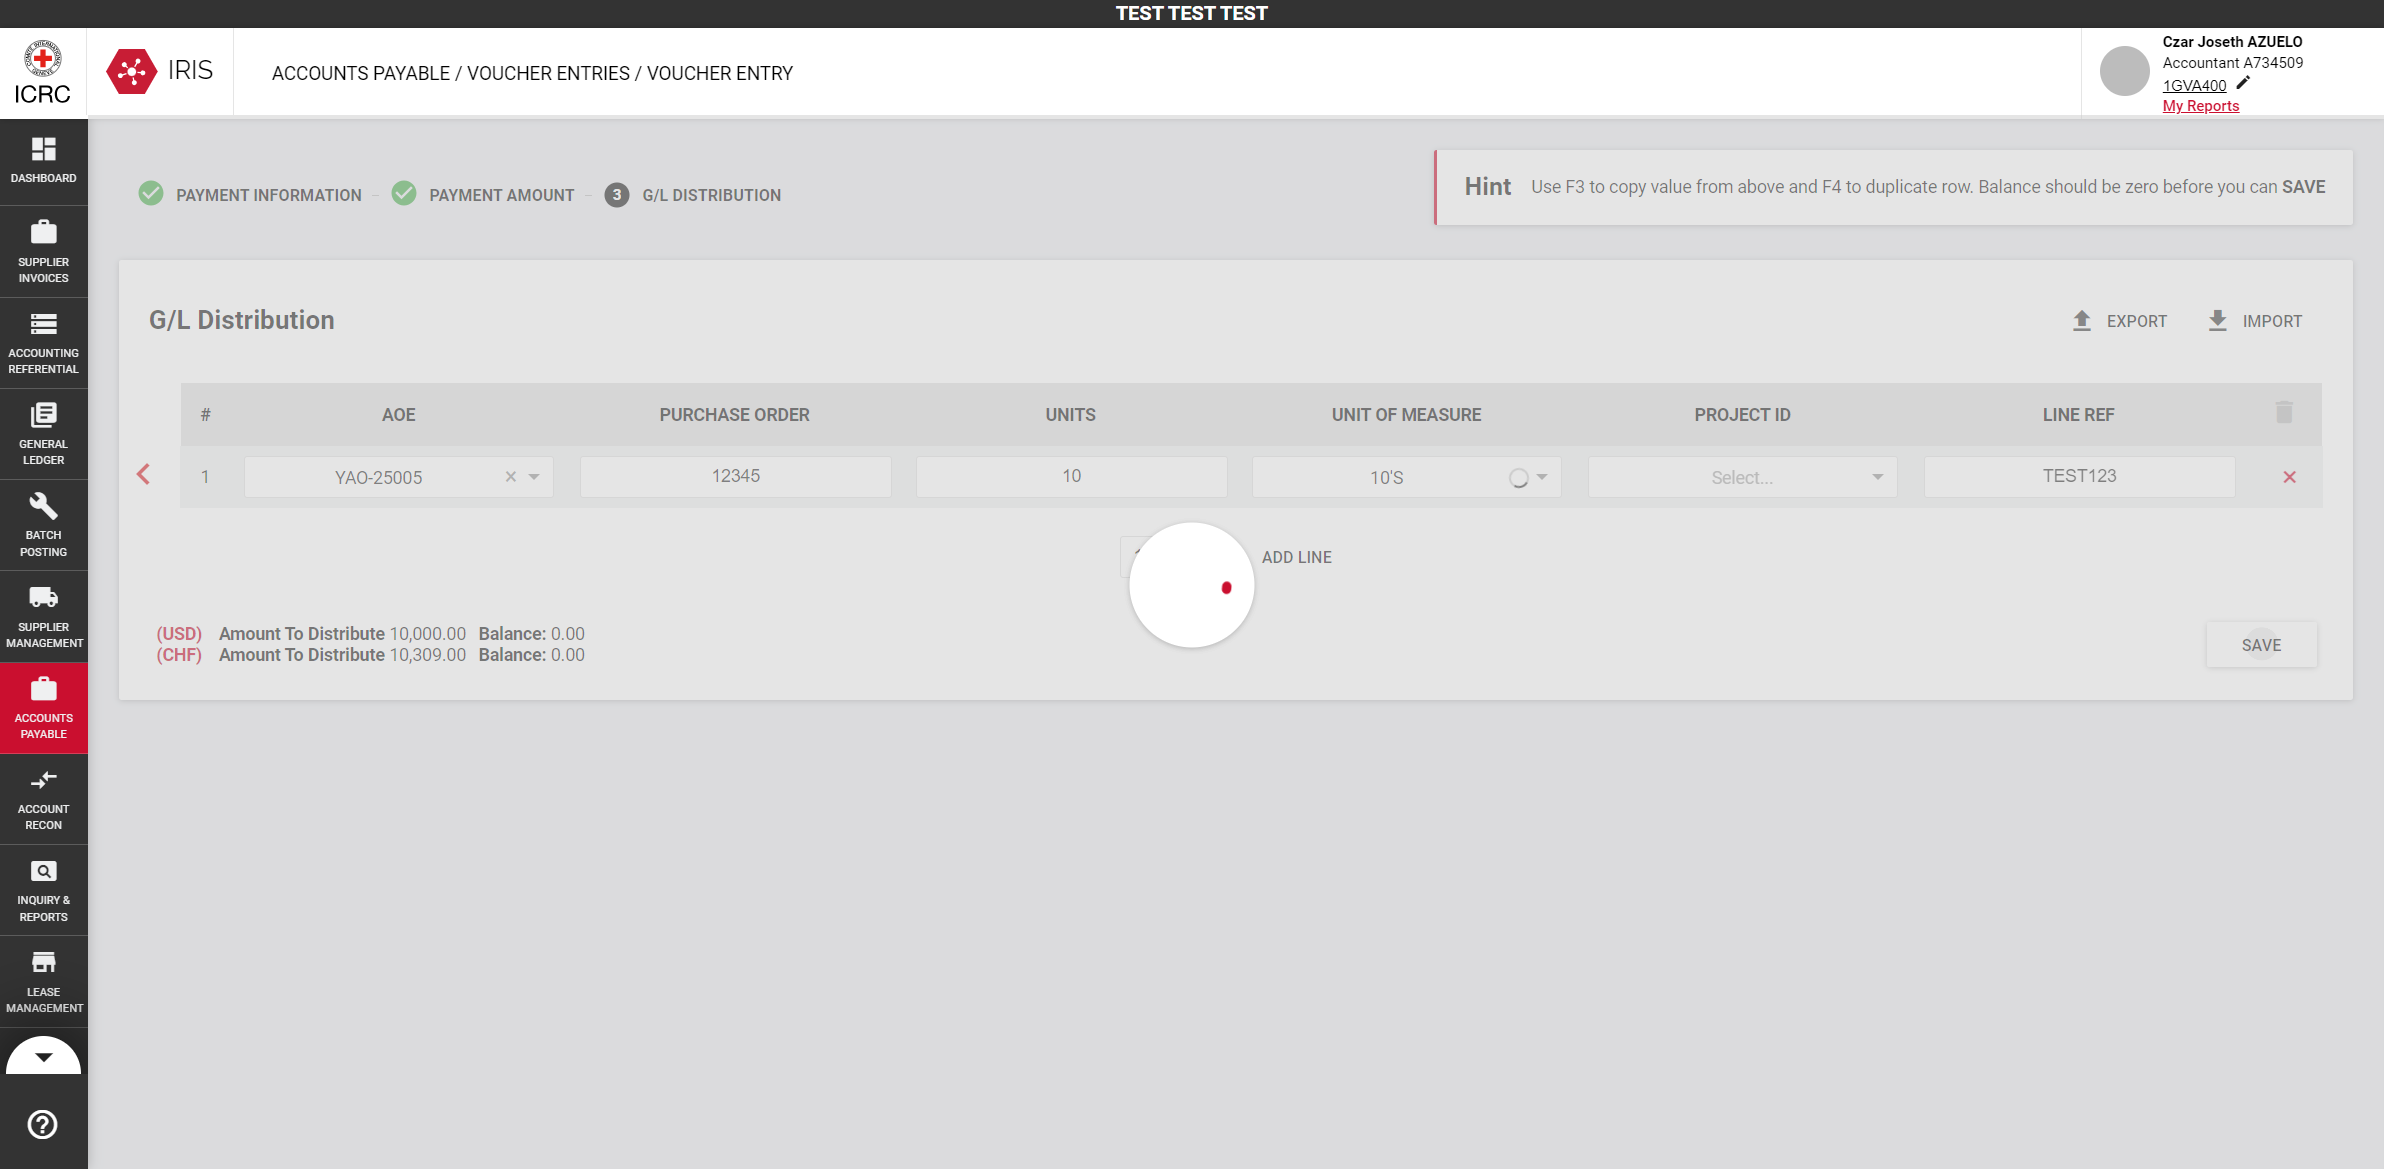 TEST TEST TEST
ICRC
IRIS
ACCOUNTS PAYABLE / VOUCHER ENTRIES / VOUCHER ENTRY
Czar Joseth AZUELO
Accountant A734509
1GVA400
My Reports
DASHBOARD
SUPPLIER
INVOICES
ACCOUNTING
REFERENTIAL
GENERAL
LEDGER
BATCH
POSTING
SUPPLIER
MANAGEMENT
ACCOUNTS
PAYABLE
ACCOUNT
RECON
INQUIRY &
REPORTS
LEASE
MANAGEMENT
PAYMENT INFORMATION
PAYMENT AMOUNT
3 G/L DISTRIBUTION
Hint Use F3 to copy value from above and F4 to duplicate row. Balance should be zero before you can SAVE
G/L Distribution
EXPORT IMPORT
# AOE PURCHASE ORDER UNITS UNIT OF MEASURE PROJECT ID LINE REF
1 YAO-25005 12345 10 10'S Select... TEST123
ADD LINE
(USD) Amount To Distribute 10,000.00 Balance: 0.00
(CHF) Amount To Distribute 10,309.00 Balance: 0.00
SAVE